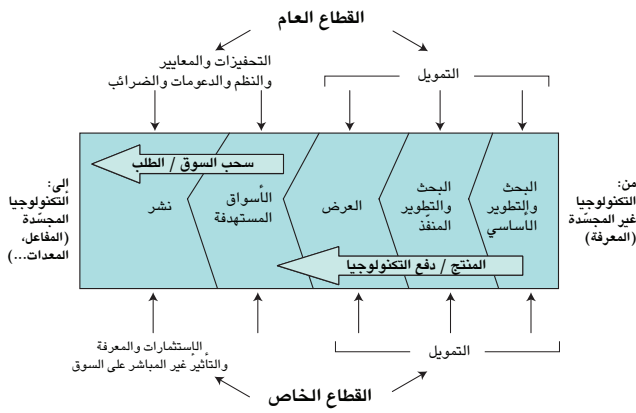 القطاع العام
التمويل
التحفيزات والمعايير
والنظم والدعومات والضرائب
من:
التكنولوجيا
غير المجسّدة
(المعرفة)
البحث
والتطوير
الأساسي
البحث
والتطوير
المنفّذ
العرض
الأسواق
المستهدفة
نشر
سحب السوق / الطلب
المنتج / دفع التكنولوجيا
إلى:
التكنولوجيا
المجسّدة
(المفاعل،
المعدات...)
التمويل
الاستثمارات والمعرفة
والتأثير غير المباشر على السوق
القطاع الخاص